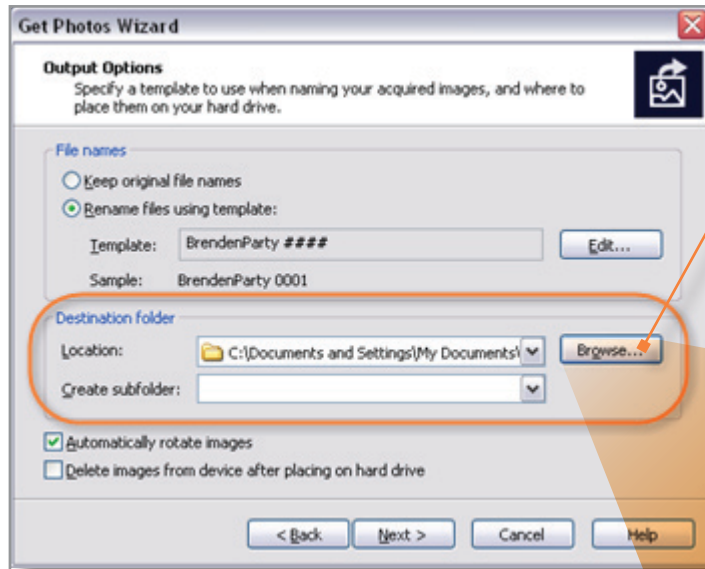 Get Photos Wizard
Output Options
Specify a template to use when naming your acquired images, and where to
place them on your hard drive.
File names
Keep original file names
Rename files using template:
Template: BrendenParty #### Edit...
Sample: BrendenParty 0001
Destination folder
Location: C:\Documents and Settings\My Documents\ Browse...
Create subfolder:
Automatically rotate images
Delete images from device after placing on hard drive
< Back Next > Cancel Help